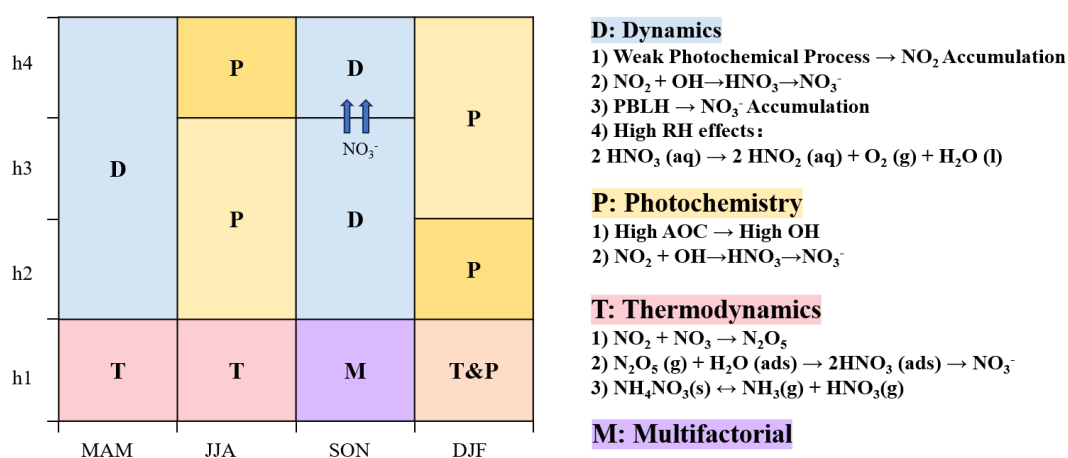 h4
P
D
P
NO₃⁻
h3
D
P
D
h2
P
h1
T
T
M
T&P
MAM
JJA
SON
DJF
D: Dynamics
1) Weak Photochemical Process → NO₂ Accumulation
2) NO₂ + OH→HNO₃→NO₃⁻
3) PBLH → NO₃⁻ Accumulation
4) High RH effects：
2 HNO₃ (aq) → 2 HNO₂ (aq) + O₂ (g) + H₂O (l)
P: Photochemistry
1) High AOC → High OH
2) NO₂ + OH→HNO₃→NO₃⁻
T: Thermodynamics
1) NO₂ + NO₃ → N₂O₅
2) N₂O₅ (g) + H₂O (ads) → 2HNO₃ (ads) → NO₃⁻
3) NH₄NO₃(s) ↔ NH₃(g) + HNO₃(g)
M: Multifactorial